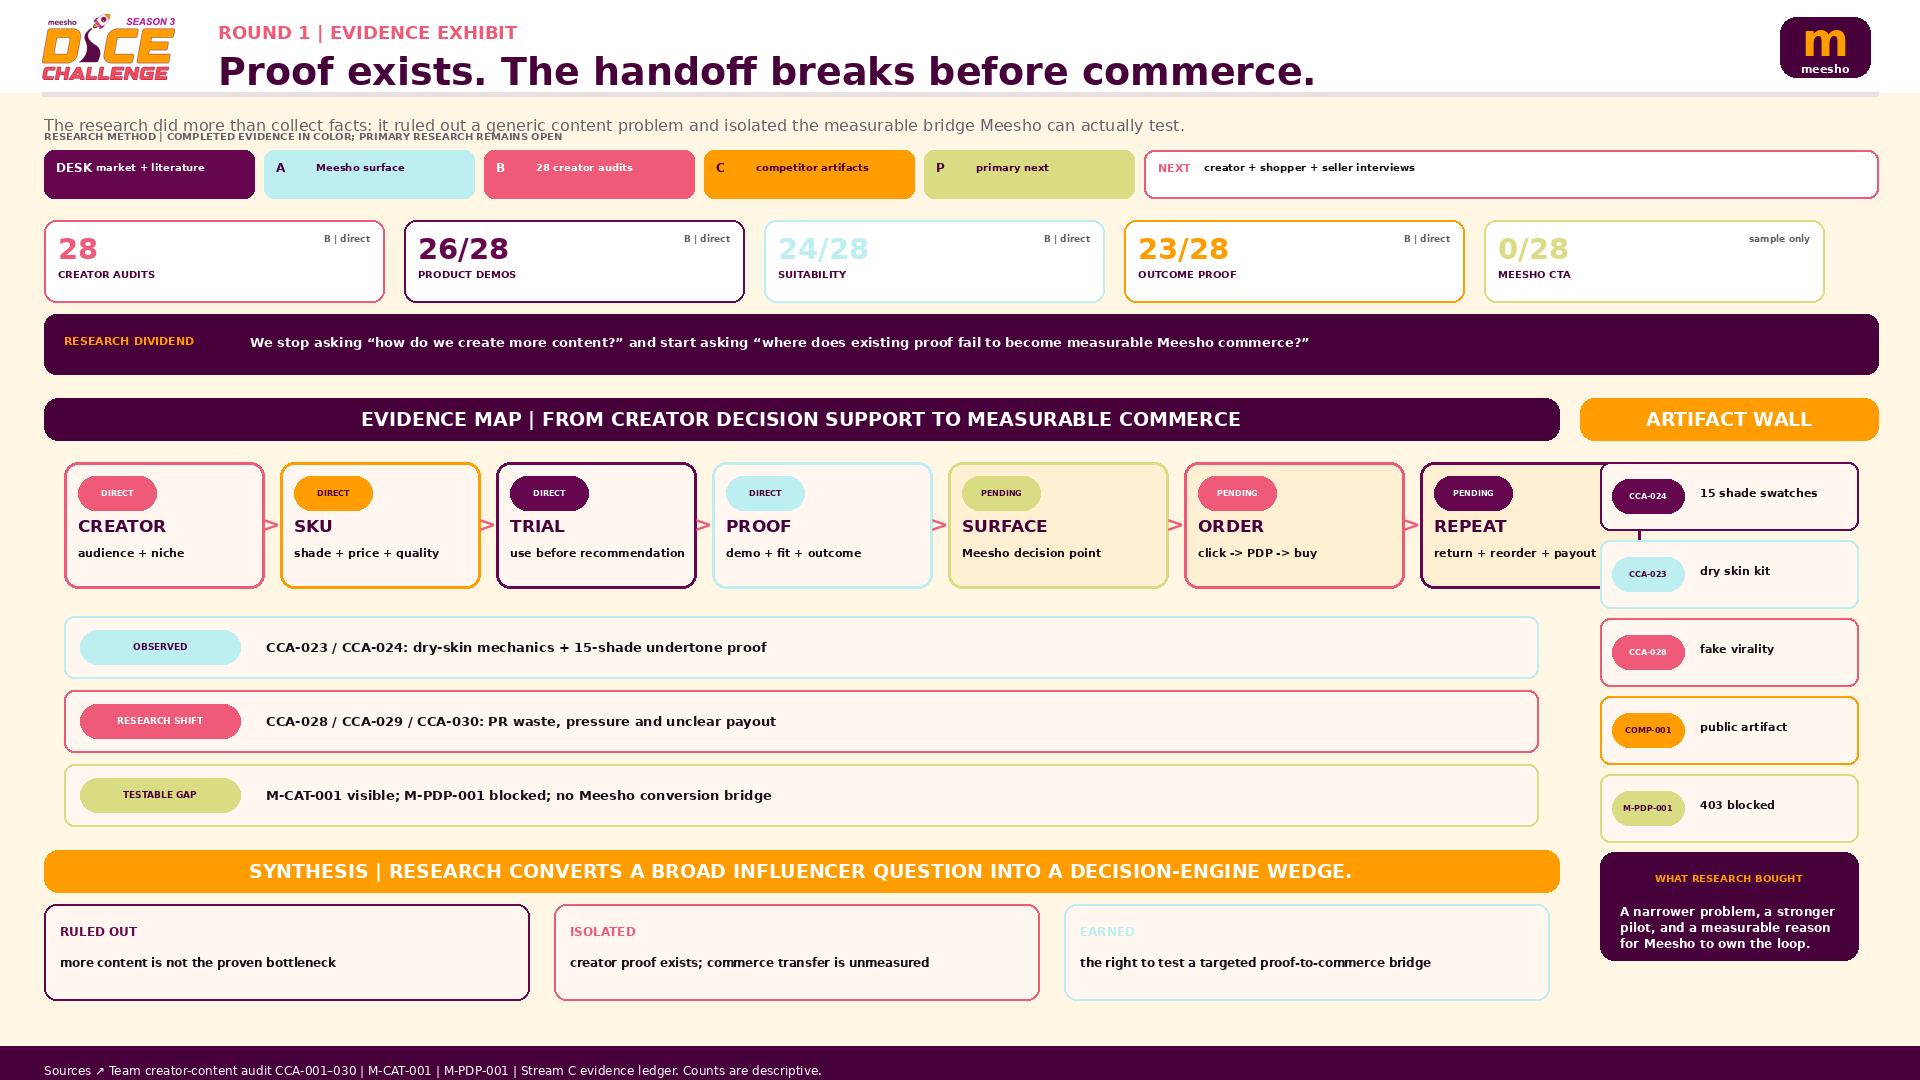 meesho
SEASON 3
DICE
CHALLENGE
ROUND 1 | EVIDENCE EXHIBIT
Proof exists. The handoff breaks before commerce.
m
meesho
The research did more than collect facts: it ruled out a generic content problem and isolated the measurable bridge Meesho can actually test.
RESEARCH METHOD | COMPLETED EVIDENCE IN COLOR; PRIMARY RESEARCH REMAINS OPEN
DESK market + literature
A Meesho surface
B 28 creator audits
C competitor artifacts
P primary next
NEXT creator + shopper + seller interviews
28
B | direct
CREATOR AUDITS
26/28
B | direct
PRODUCT DEMOS
24/28
B | direct
SUITABILITY
23/28
B | direct
OUTCOME PROOF
0/28
sample only
MEESHO CTA
RESEARCH DIVIDEND
We stop asking “how do we create more content?” and start asking “where does existing proof fail to become measurable Meesho commerce?”
EVIDENCE MAP | FROM CREATOR DECISION SUPPORT TO MEASURABLE COMMERCE
DIRECT
CREATOR
audience + niche
>
DIRECT
SKU
shade + price + quality
>
DIRECT
TRIAL
use before recommendation
>
DIRECT
PROOF
demo + fit + outcome
>
PENDING
SURFACE
Meesho decision point
>
PENDING
ORDER
click -> PDP -> buy
>
PENDING
REPEAT
return + reorder + payout
OBSERVED
CCA-023 / CCA-024: dry-skin mechanics + 15-shade undertone proof
RESEARCH SHIFT
CCA-028 / CCA-029 / CCA-030: PR waste, pressure and unclear payout
TESTABLE GAP
M-CAT-001 visible; M-PDP-001 blocked; no Meesho conversion bridge
ARTIFACT WALL
CCA-024
15 shade swatches
CCA-023
dry skin kit
CCA-028
fake virality
COMP-001
public artifact
M-PDP-001
403 blocked
SYNTHESIS | RESEARCH CONVERTS A BROAD INFLUENCER QUESTION INTO A DECISION-ENGINE WEDGE.
RULED OUT
more content is not the proven bottleneck
ISOLATED
creator proof exists; commerce transfer is unmeasured
EARNED
the right to test a targeted proof-to-commerce bridge
WHAT RESEARCH BOUGHT
A narrower problem, a stronger
pilot, and a measurable reason
for Meesho to own the loop.
Sources ↗ Team creator-content audit CCA-001–030 | M-CAT-001 | M-PDP-001 | Stream C evidence ledger. Counts are descriptive.